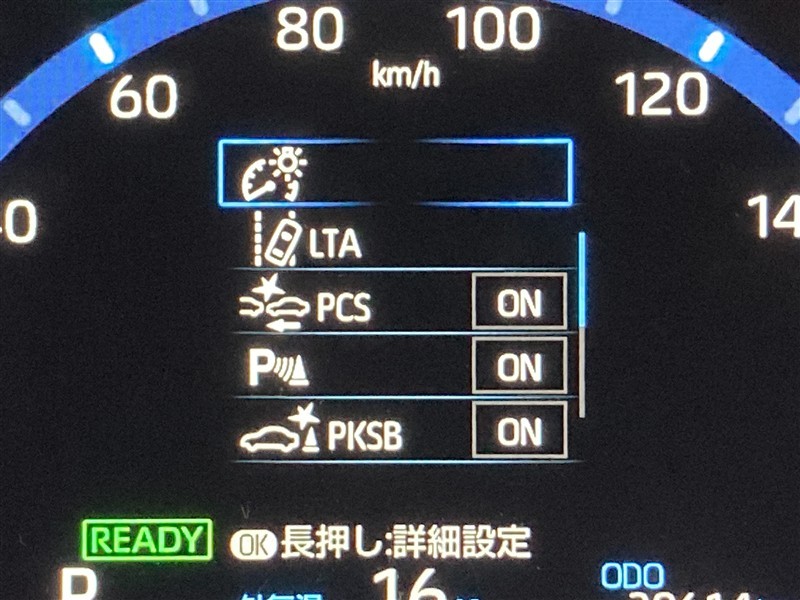 80 100
km/h
60 120
LTA
PCS ON
P ON
PKSB ON
READY OK 長押し:詳細設定
P 16 ODO